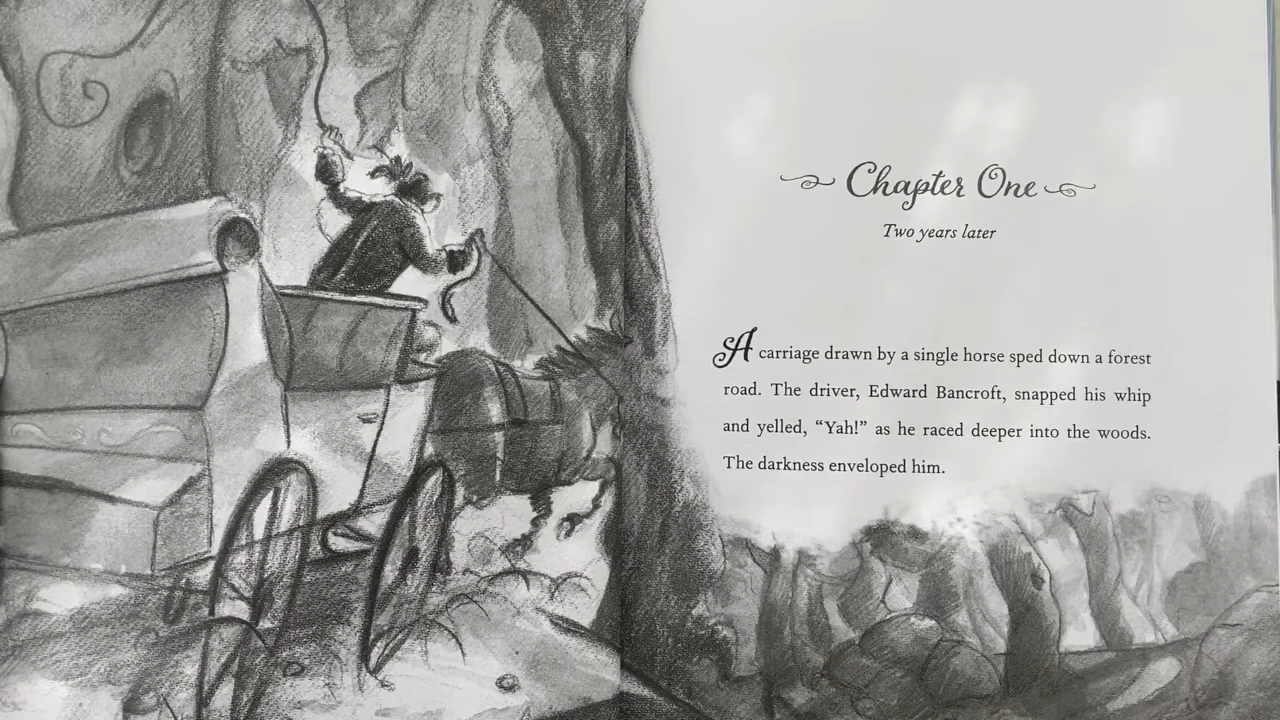 Chapter One
Two years later
A carriage drawn by a single horse sped down a forest
road. The driver, Edward Bancroft, snapped his whip
and yelled, “Yah!” as he raced deeper into the woods.
The darkness enveloped him.